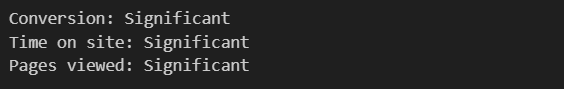 Conversion: Significant
Time on site: Significant
Pages viewed: Significant